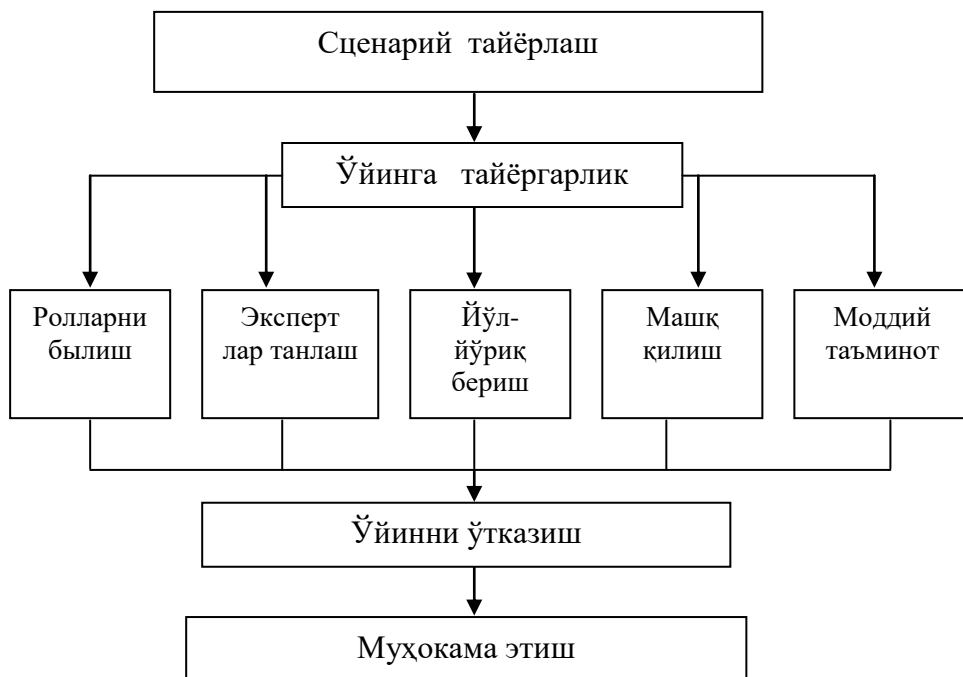 Сценарий тайёрлаш
Ўйинга тайёргарлик
Ролларни
былиш
Эксперт
лар танлаш
Йўл-
йўриқ
бериш
Машқ
қилиш
Моддий
таъминот
Ўйинни ўтказиш
Муҳокама этиш